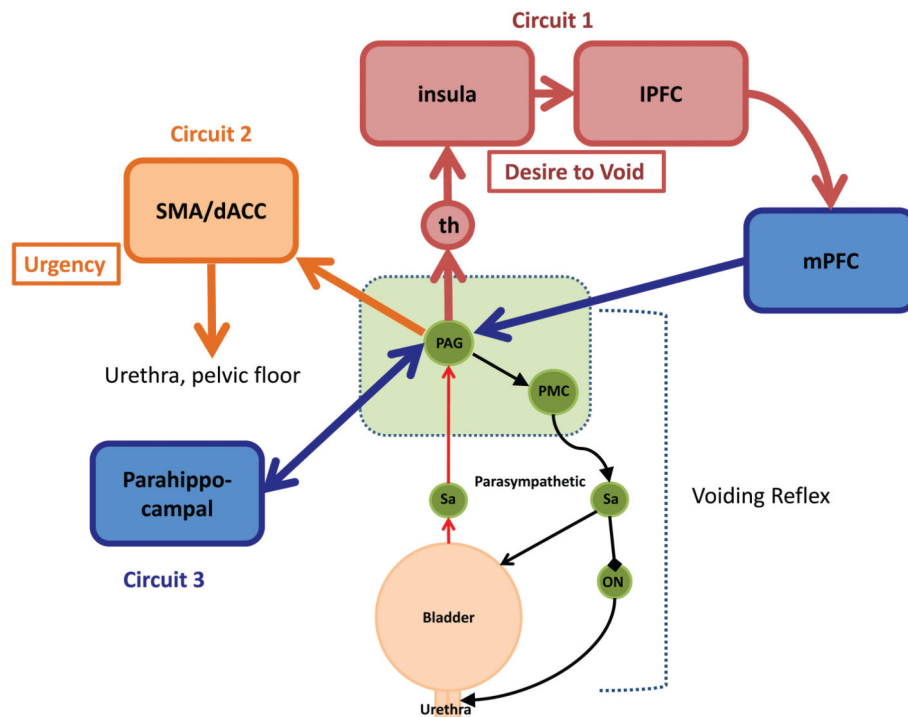 Circuit 1
insula
lPFC
Circuit 2
Desire to Void
SMA/dACC
th
mPFC
Urgency
PAG
Urethra, pelvic floor
PMC
Parahippo-
campal
Parasympathetic
Sa
Sa
Voiding Reflex
Circuit 3
ON
Bladder
Urethra